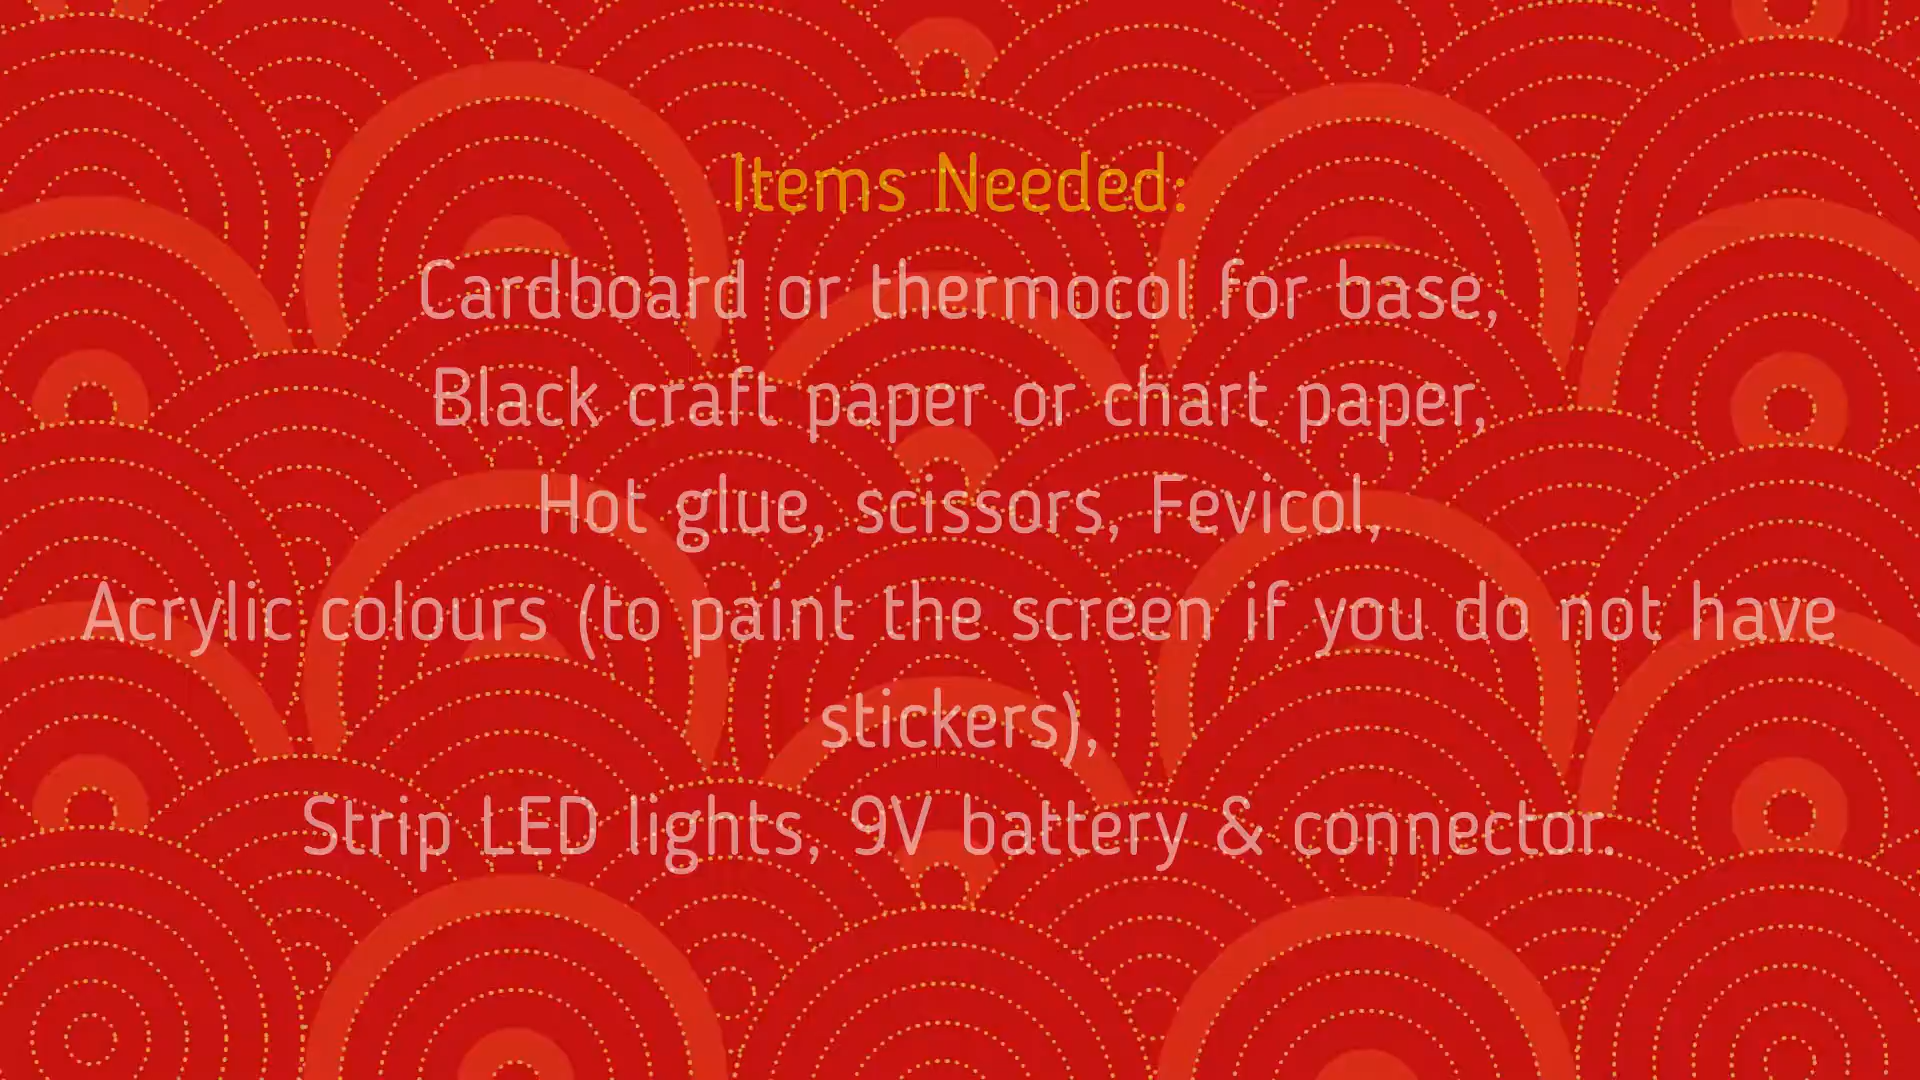 Items Needed:
Cardboard or thermocol for base,
Black craft paper or chart paper,
Hot glue, scissors, Fevicol,
Acrylic colours (to paint the screen if you do not have
stickers),
Strip LED lights, 9V battery & connector.